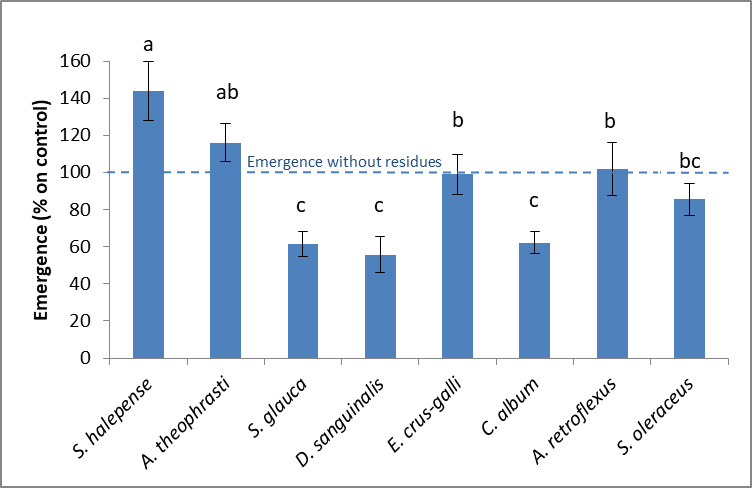 Emergence (% on control)
160
140
120
100
80
60
40
20
0
a
ab
c
c
b
c
b
bc
Emergence without residues
S. halepense
A. theophrasti
S. glauca
D. sanguinalis
E. crus-galli
C. album
A. retroflexus
S. oleraceus